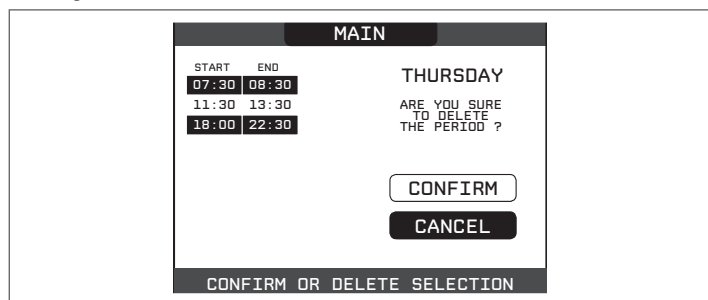 MAIN
START END
07:30 08:30
11:30 13:30
18:00 22:30
THURSDAY
ARE YOU SURE
TO DELETE
THE PERIOD ?
CONFIRM
CANCEL
CONFIRM OR DELETE SELECTION